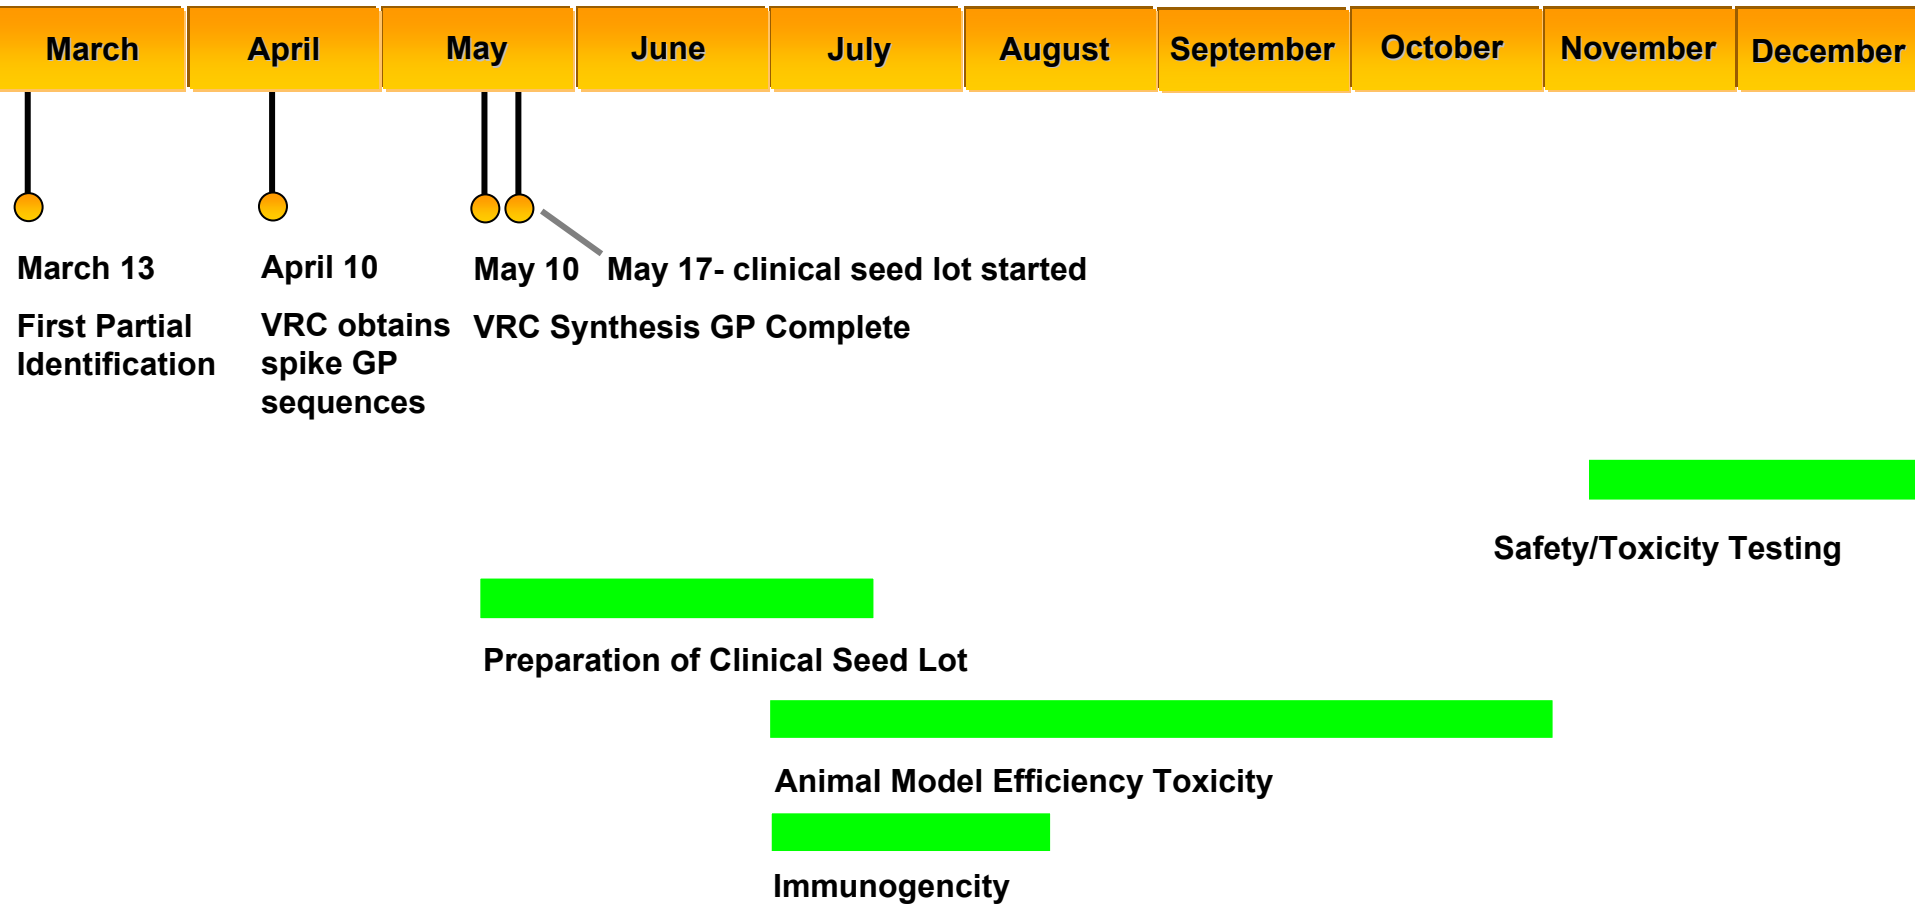 March April May June July August September October November December
March 13
First Partial
Identification
April 10
VRC obtains
spike GP
sequences
May 10 May 17- clinical seed lot started
VRC Synthesis GP Complete
Safety/Toxicity Testing
Preparation of Clinical Seed Lot
Animal Model Efficiency Toxicity
Immunogencity